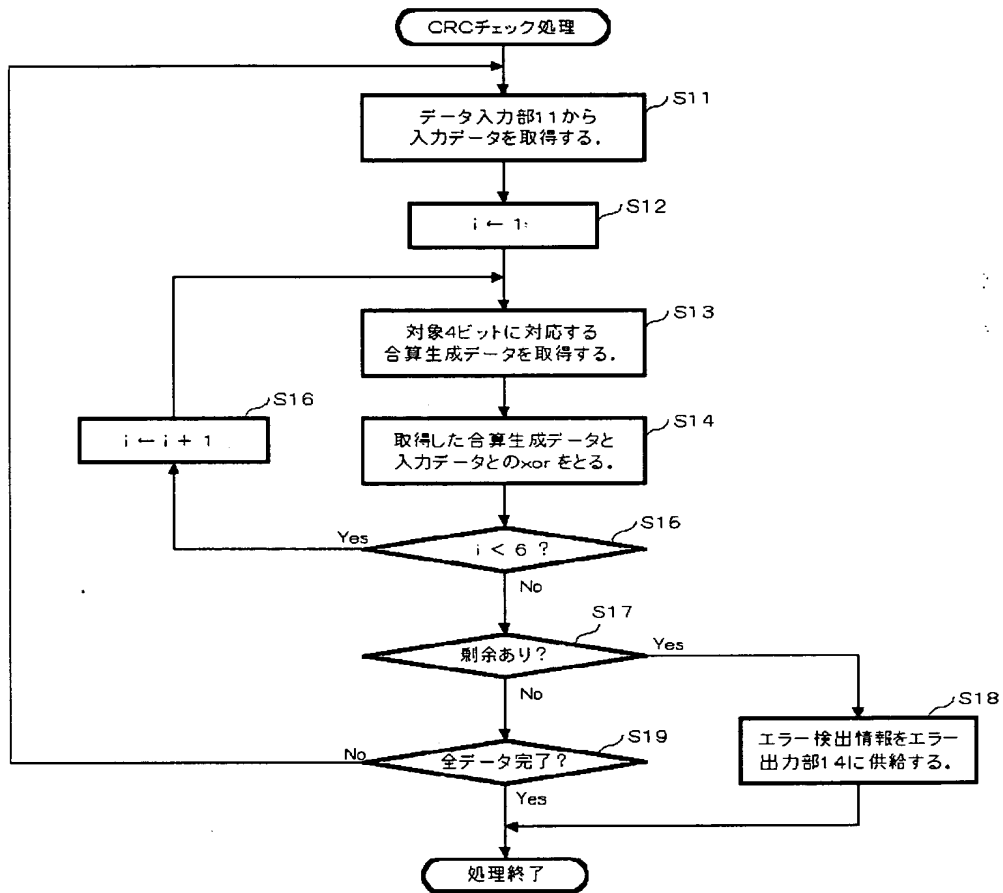 CRCチェック処理
S11
データ入力部11から
入力データを取得する.
S12
i ← 1
S13
対象4ビットに対応する
合算生成データを取得する.
S16
i ← i + 1
S14
取得した合算生成データと
入力データとのxorをとる.
S15
Yes
i < 6 ?
No
S17
剰余あり?
Yes
No
S18
エラー検出情報をエラー
出力部14に供給する.
S19
No
全データ完了?
Yes
処理終了